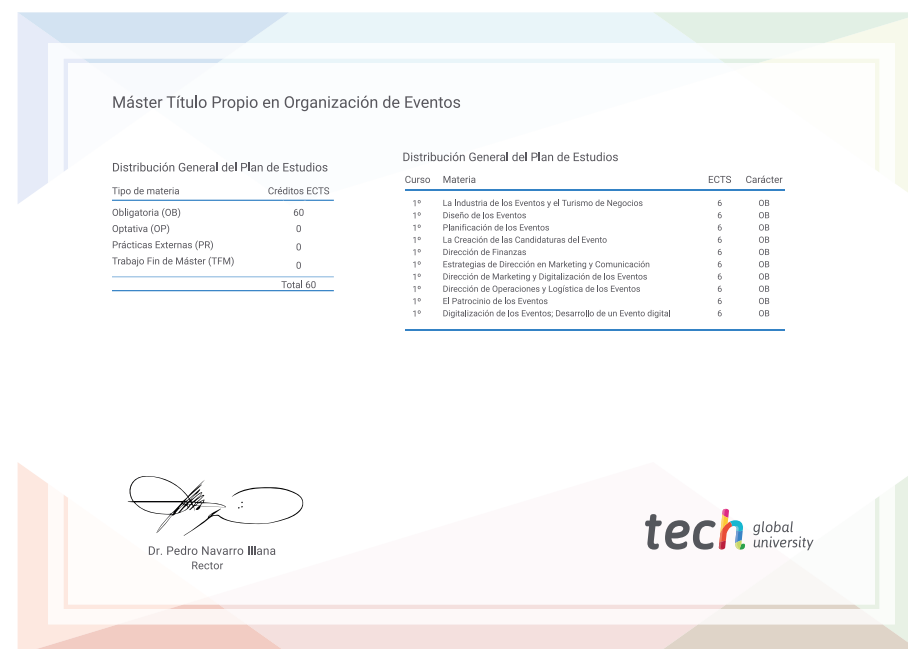 Máster Título Propio en Organización de Eventos
Distribución General del Plan de Estudios
Tipo de materia Créditos ECTS
Obligatoria (OB) 60
Optativa (OP) 0
Prácticas Externas (PR) 0
Trabajo Fin de Máster (TFM) 0
Total 60
Distribución General del Plan de Estudios
Curso Materia ECTS Carácter
1º La Industria de los Eventos y el Turismo de Negocios 6 OB
1º Diseño de los Eventos 6 OB
1º Planificación de los Eventos 6 OB
1º La Creación de las Candidaturas del Evento 6 OB
1º Dirección de Finanzas 6 OB
1º Estrategias de Dirección en Marketing y Comunicación 6 OB
1º Dirección de Marketing y Digitalización de los Eventos 6 OB
1º Dirección de Operaciones y Logística de los Eventos 6 OB
1º El Patrocinio de los Eventos 6 OB
1º Digitalización de los Eventos; Desarrollo de un Evento digital 6 OB
Dr. Pedro Navarro Illana
Rector
tech global
university